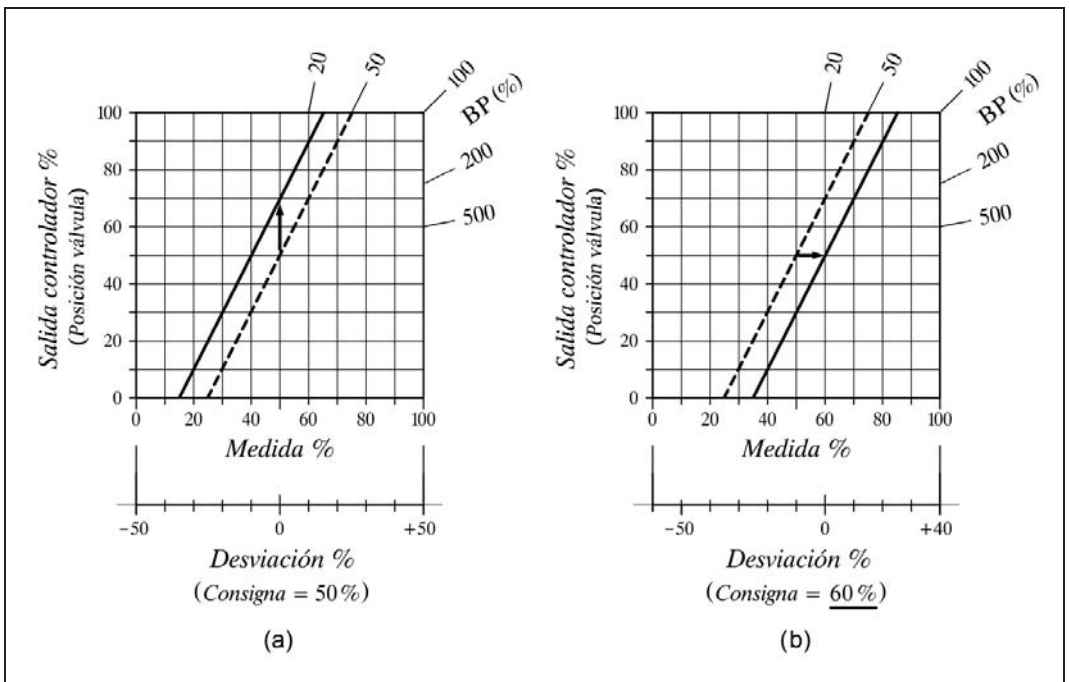 20
50
100
BP (%)
200
500
100
80
60
40
20
0
Salida controlador %
(Posición válvula)
0 20 40 60 80 100
Medida %
−50 0 +50
Desviación %
(Consigna = 50 %)
(a)
20
50
100
BP (%)
200
500
100
80
60
40
20
0
Salida controlador %
(Posición válvula)
0 20 40 60 80 100
Medida %
−50 0 +40
Desviación %
(Consigna = 60 %)
(b)